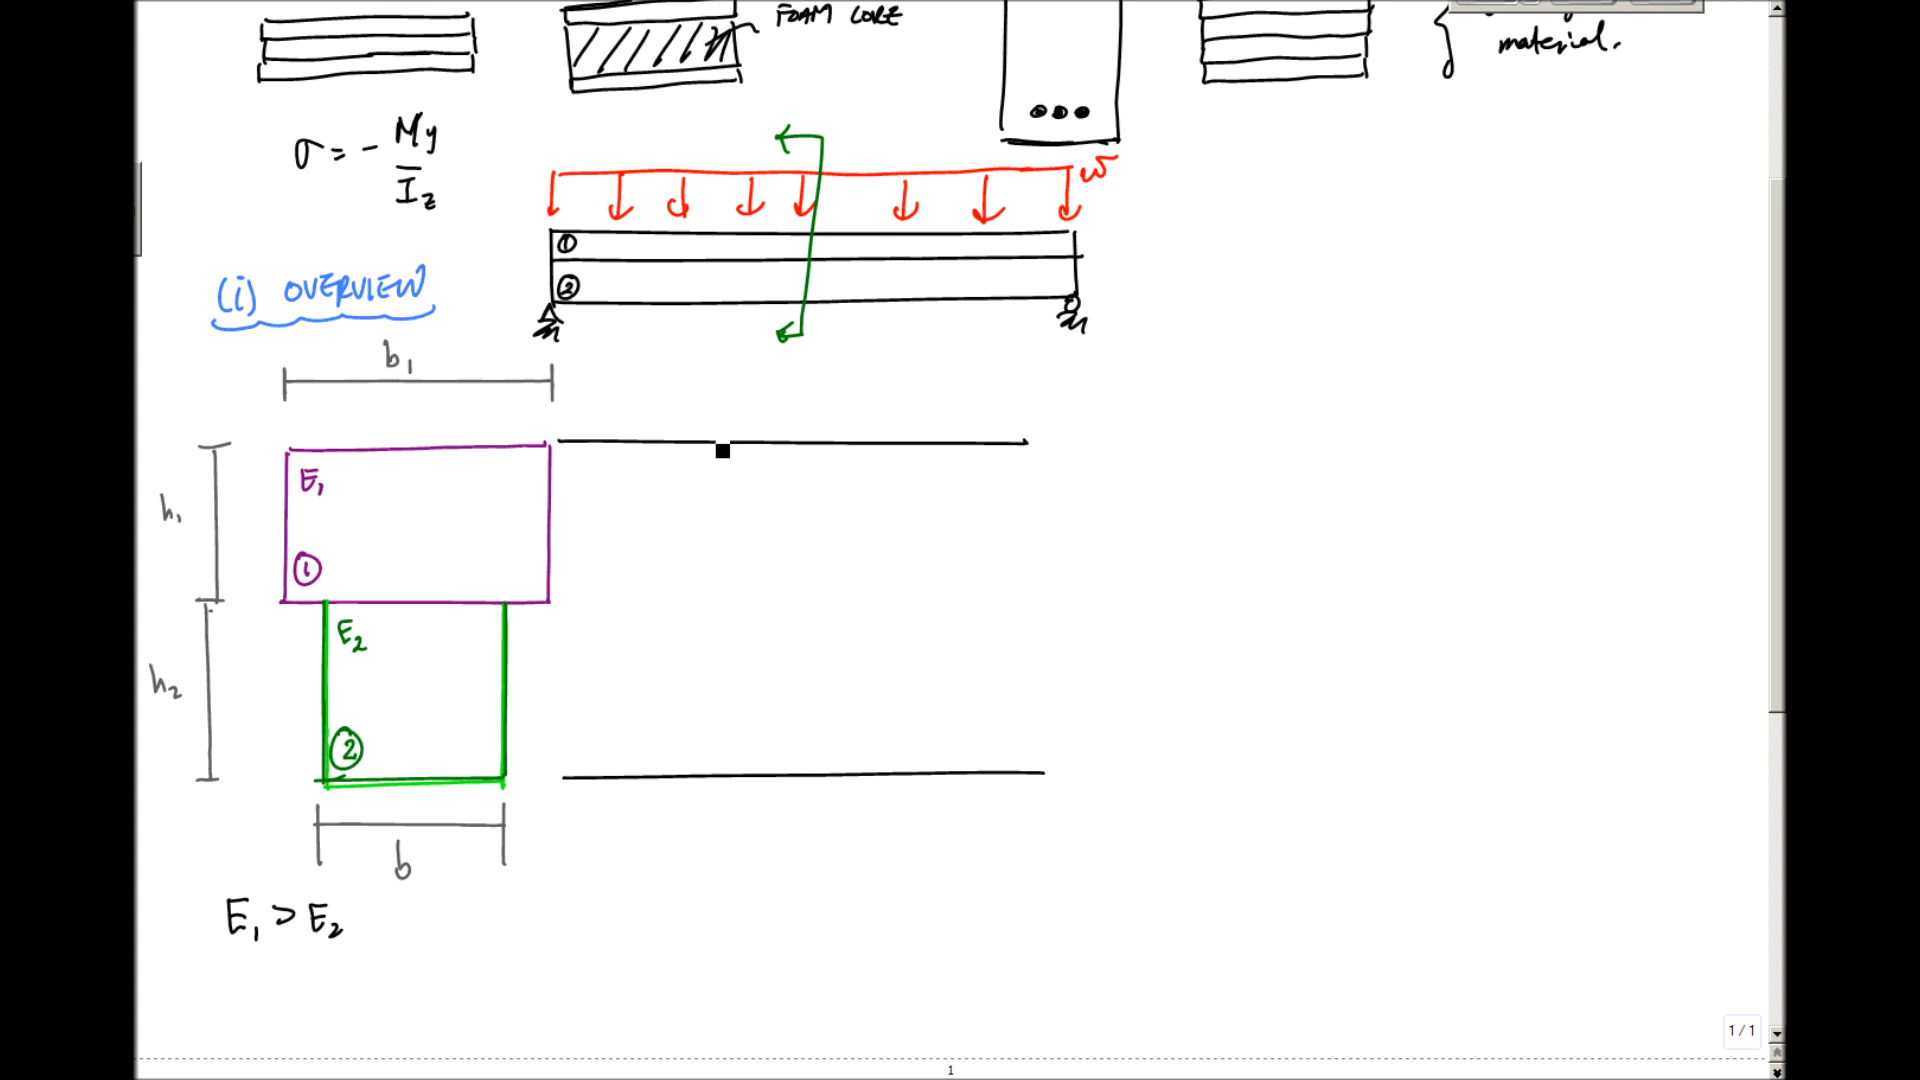 FOAM CORE
material.
σ = - My / I_z
w
①
②
(i) OVERVIEW
b₁
h₁
E₁
①
h₂
E₂
②
b
E₁ > E₂
1 / 1
1